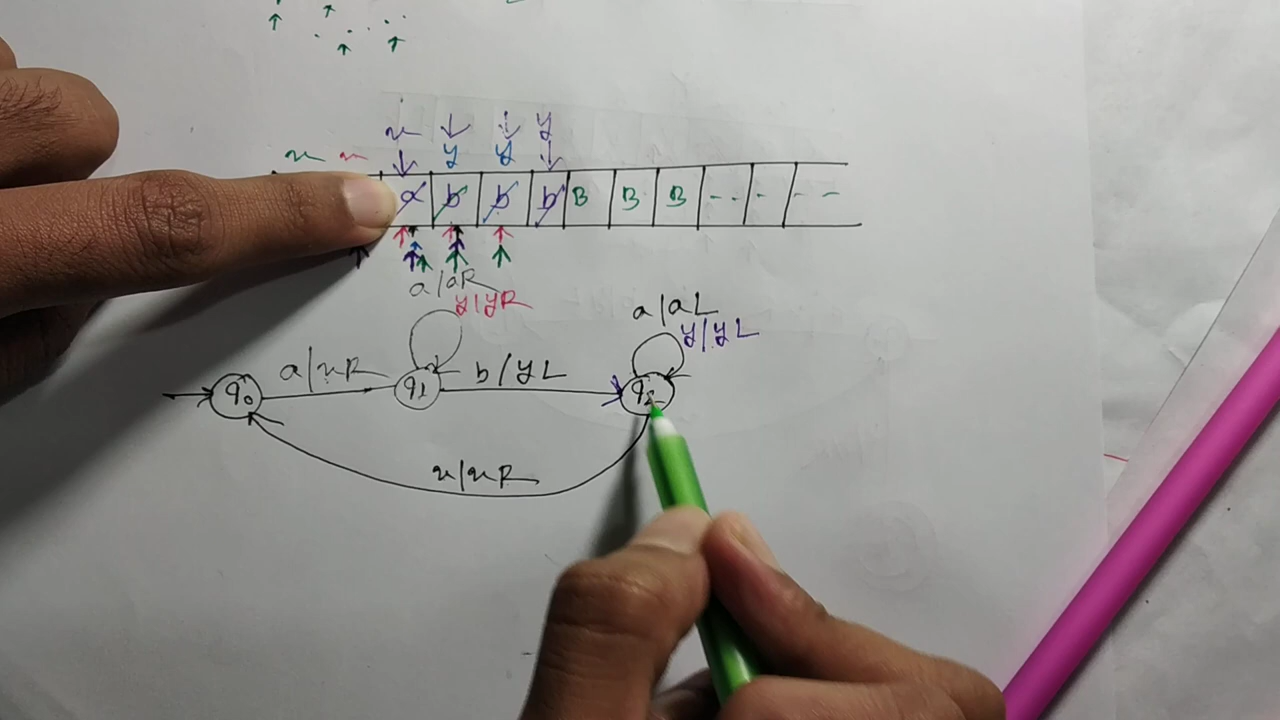 x ↓ ↓ y
x x ↓ y y ↓
a b b b B B B -- - --
a/aR
y/yR
a/aL
y/yL
a/xR
b/yL
q0 q1 q2
x/xR